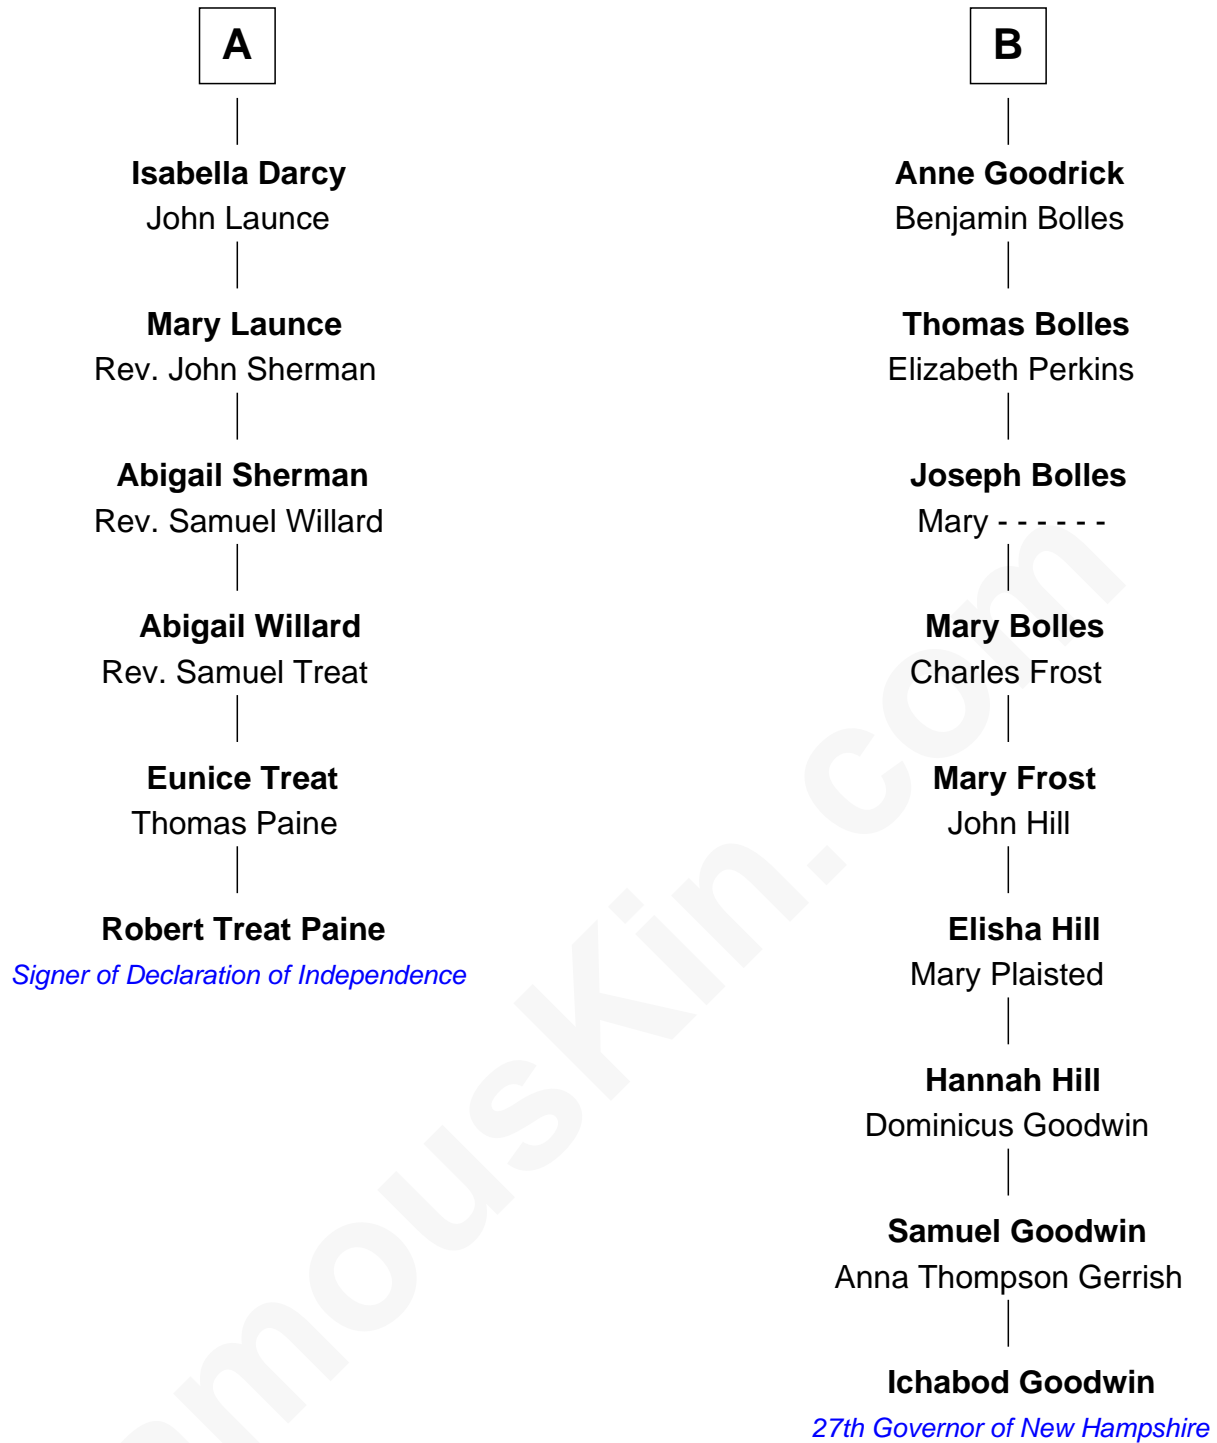 A
Isabella Darcy
John Launce
Mary Launce
Rev. John Sherman
Abigail Sherman
Rev. Samuel Willard
Abigail Willard
Rev. Samuel Treat
Eunice Treat
Thomas Paine
Robert Treat Paine
Signer of Declaration of Independence
B
Anne Goodrick
Benjamin Bolles
Thomas Bolles
Elizabeth Perkins
Joseph Bolles
Mary - - - - - -
Mary Bolles
Charles Frost
Mary Frost
John Hill
Elisha Hill
Mary Plaisted
Hannah Hill
Dominicus Goodwin
Samuel Goodwin
Anna Thompson Gerrish
Ichabod Goodwin
27th Governor of New Hampshire
amouskin.com